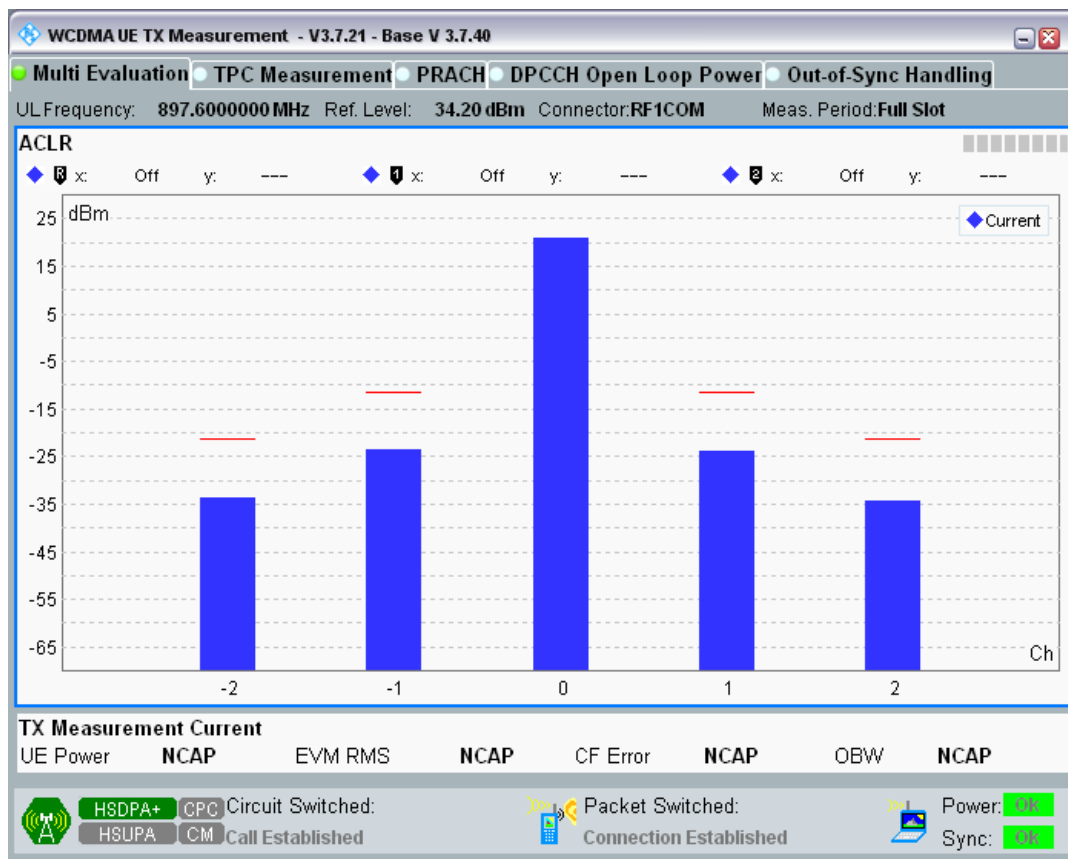 WCDMA UE TX Measurement - V3.7.21 - Base V 3.7.40
Multi Evaluation TPC Measurement PRACH DPCCH Open Loop Power Out-of-Sync Handling
UL Frequency: 897.6000000 MHz Ref. Level: 34.20 dBm Connector:RF1COM Meas. Period:Full Slot
ACLR
R x: Off y: --- 1 x: Off y: --- 2 x: Off y: ---
dBm
Current
25
15
5
-5
-15
-25
-35
-45
-55
-65
Ch
-2 -1 0 1 2
TX Measurement Current
UE Power NCAP EVM RMS NCAP CF Error NCAP OBW NCAP
HSDPA+ CPC Circuit Switched: Packet Switched: Power: OK
HSUPA CM Call Established Connection Established Sync: OK